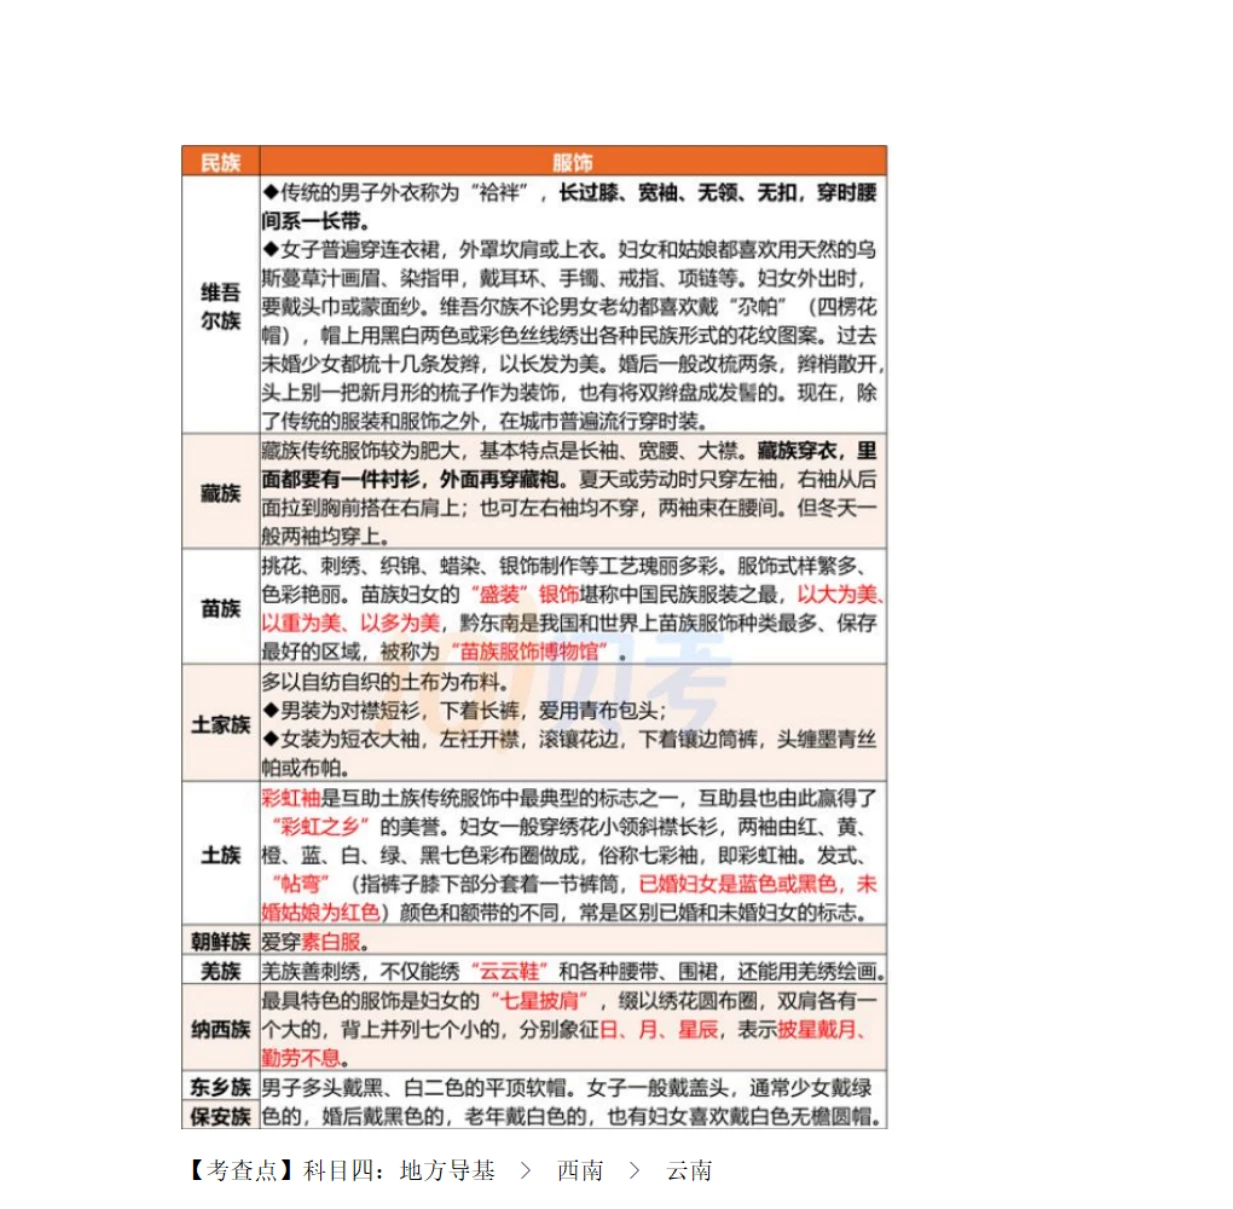 民族 服饰
◆传统的男子外衣称为“袷袢”，长过膝、宽袖、无领、无扣，穿时腰
间系一长带。
◆女子普遍穿连衣裙，外罩坎肩或上衣。妇女和姑娘都喜欢用天然的乌
斯蔓草汁画眉、染指甲，戴耳环、手镯、戒指、项链等。妇女外出时，
维吾
要戴头巾或蒙面纱。维吾尔族不论男女老幼都喜欢戴“尕帕”（四楞花
尔族
帽），帽上用黑白两色或彩色丝线绣出各种民族形式的花纹图案。过去
未婚少女都梳十几条发辫，以长发为美。婚后一般改梳两条，辫梢散开，
头上别一把新月形的梳子作为装饰，也有将双辫盘成发髻的。现在，除
了传统的服装和服饰之外，在城市普遍流行穿时装。
藏族传统服饰较为肥大，基本特点是长袖、宽腰、大襟。藏族穿衣，里
面都要有一件衬衫，外面再穿藏袍。夏天或劳动时只穿左袖，右袖从后
藏族
面拉到胸前搭在右肩上；也可左右袖均不穿，两袖束在腰间。但冬天一
般两袖均穿上。
挑花、刺绣、织锦、蜡染、银饰制作等工艺瑰丽多彩。服饰式样繁多、
色彩艳丽。苗族妇女的“盛装”银饰堪称中国民族服装之最，以大为美、
苗族
以重为美、以多为美，黔东南是我国和世界上苗族服饰种类最多、保存
最好的区域，被称为“苗族服饰博物馆”。
多以自纺自织的土布为布料。
◆男装为对襟短衫，下着长裤，爱用青布包头；
土家族
◆女装为短衣大袖，左衽开襟，滚镶花边，下着镶边筒裤，头缠墨青丝
帕或布帕。
彩虹袖是互助土族传统服饰中最典型的标志之一，互助县也由此赢得了
“彩虹之乡”的美誉。妇女一般穿绣花小领斜襟长衫，两袖由红、黄、
土族 橙、蓝、白、绿、黑七色彩布圈做成，俗称七彩袖，即彩虹袖。发式、
“帖弯”（指裤子膝下部分套着一节裤筒，已婚妇女是蓝色或黑色，未
婚姑娘为红色）颜色和额带的不同，常是区别已婚和未婚妇女的标志。
朝鲜族 爱穿素白服。
羌族 羌族善刺绣，不仅能绣“云云鞋”和各种腰带、围裙，还能用羌绣绘画。
最具特色的服饰是妇女的“七星披肩”，缀以绣花圆布圈，双肩各有一
纳西族 个大的，背上并列七个小的，分别象征日、月、星辰，表示披星戴月、
勤劳不息。
东乡族 男子多头戴黑、白二色的平顶软帽。女子一般戴盖头，通常少女戴绿
保安族 色的，婚后戴黑色的，老年戴白色的，也有妇女喜欢戴白色无檐圆帽。
101贝考
【考查点】科目四：地方导基 > 西南 > 云南